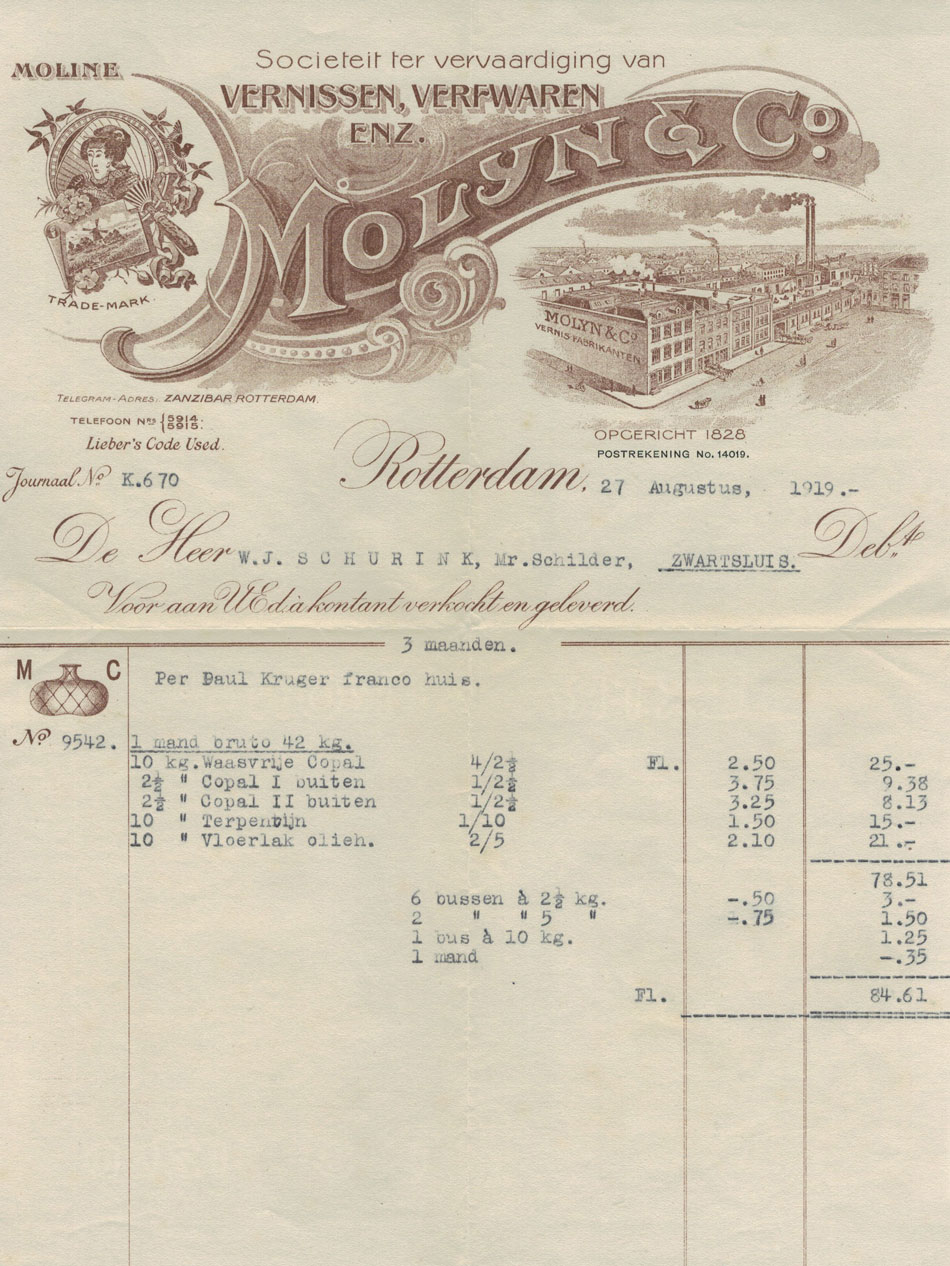 MOLINE
Societeit ter vervaardiging van
VERNISSEN, VERFWAREN
ENZ.
MOLYN & Co.
TRADE-MARK.
MOLYN & Co
VERNIS FABRIKANTEN
TELEGRAM-ADRES: ZANZIBAR, ROTTERDAM.
TELEFOON Nrs {5914. 5915.
Lieber's Code Used.
OPGERICHT 1828
POSTREKENING No. 14019.
Journaal No K.670
Rotterdam, 27 Augustus, 1919.-
De Heer W.J. SCHURINK, Mr.Schilder, ZWARTSLUIS. Debt.
Voor aan UEd. à kontant verkocht en geleverd.
3 maanden.
M C
Per Paul Kruger franco huis.
No 9542. 1 mand bruto 42 kg.
10 kg. Waasvrije Copal 4/2½ Fl. 2.50 25.-
2½ " Copal I buiten 1/2½ 3.75 9.38
2½ " Copal II buiten 1/2½ 3.25 8.13
10 " Terpentijn 1/10 1.50 15.-
10 " Vloerlak olieh. 2/5 2.10 21.-
78.51
6 bussen à 2½ kg. -.50 3.-
2 " " 5 " -.75 1.50
1 bus à 10 kg. 1.25
1 mand -.35
Fl. 84.61